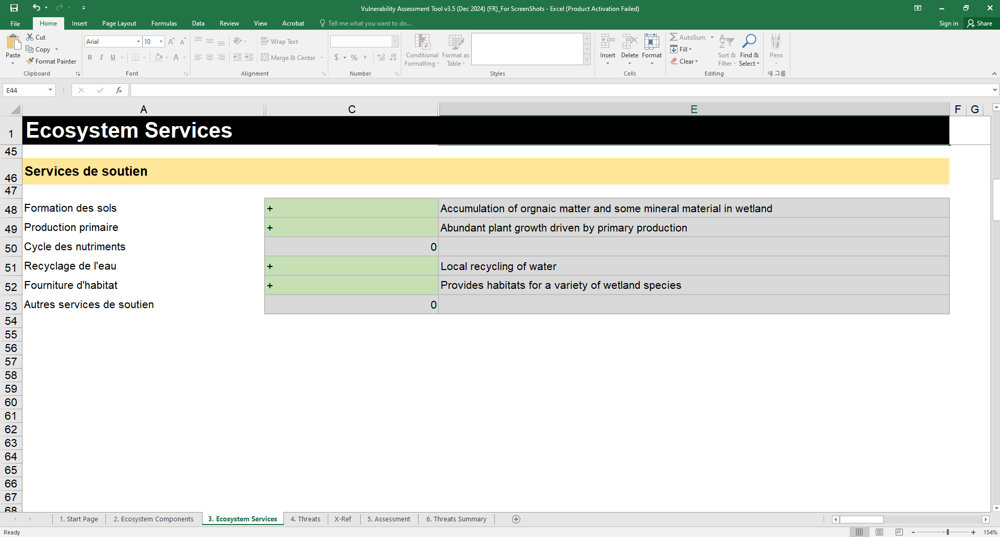 Vulnerability Assessment Tool v3.5 (Dec 2024) (FR)_For ScreenShots - Excel (Product Activation Failed)
File Home Insert Page Layout Formulas Data Review View Acrobat Tell me what you want to do... Sign in Share
Paste Cut Copy Format Painter Clipboard
Arial 10 A A B I U A Font
Wrap Text Merge & Center Alignment
$ % , Number
Conditional Formatting Format as Table Styles
Insert Delete Format Cells
AutoSum Fill Clear Sort & Filter Find & Select Editing
Pens 새 그룹
E44 fx
A C E F G
1 Ecosystem Services
45
46 Services de soutien
47
48 Formation des sols + Accumulation of orgnaic matter and some mineral material in wetland
49 Production primaire + Abundant plant growth driven by primary production
50 Cycle des nutriments 0
51 Recyclage de l'eau + Local recycling of water
52 Fourniture d'habitat + Provides habitats for a variety of wetland species
53 Autres services de soutien 0
54
55
56
57
58
59
60
61
62
63
64
65
66
67
68
1. Start Page 2. Ecosystem Components 3. Ecosystem Services 4. Threats X-Ref 5. Assessment 6. Threats Summary
Ready 154%